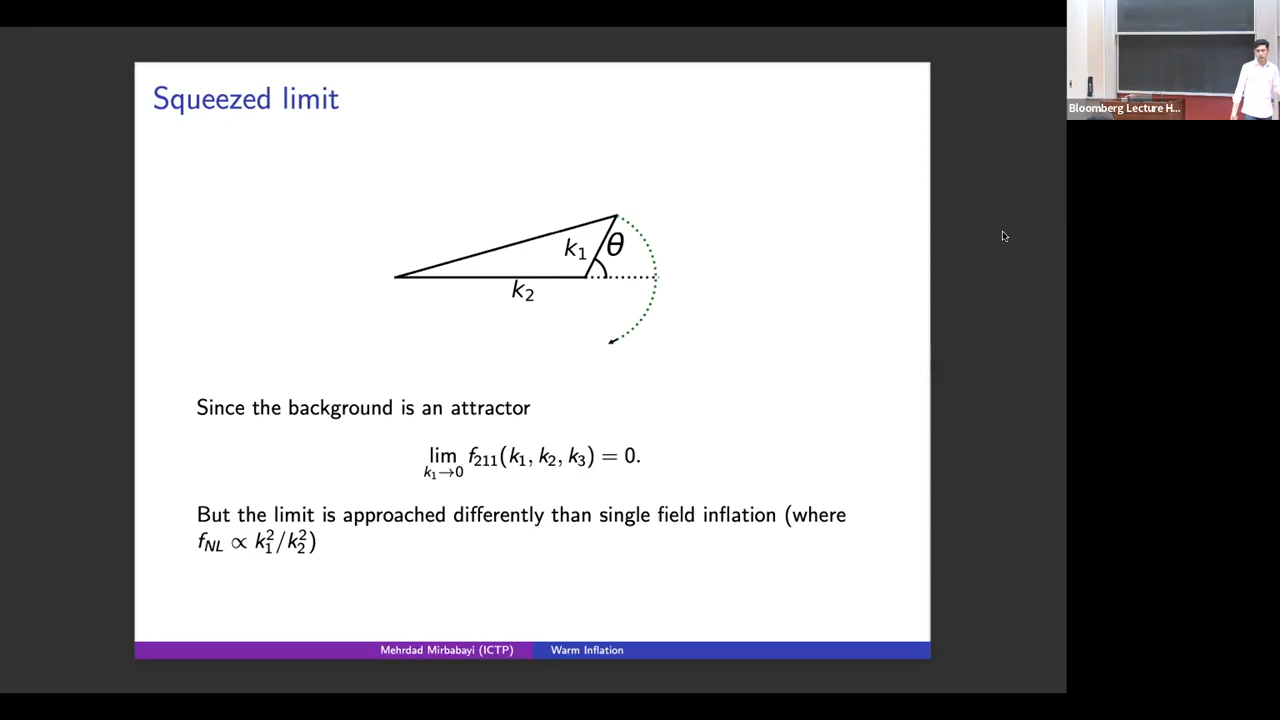 Squeezed limit
k₁
θ
k₂
Since the background is an attractor
lim f₂₁₁(k₁, k₂, k₃) = 0.
k₁→0
But the limit is approached differently than single field inflation (where
f_NL ∝ k₁²/k₂²)
Mehrdad Mirbabayi (ICTP) Warm Inflation
Bloomberg Lecture H...